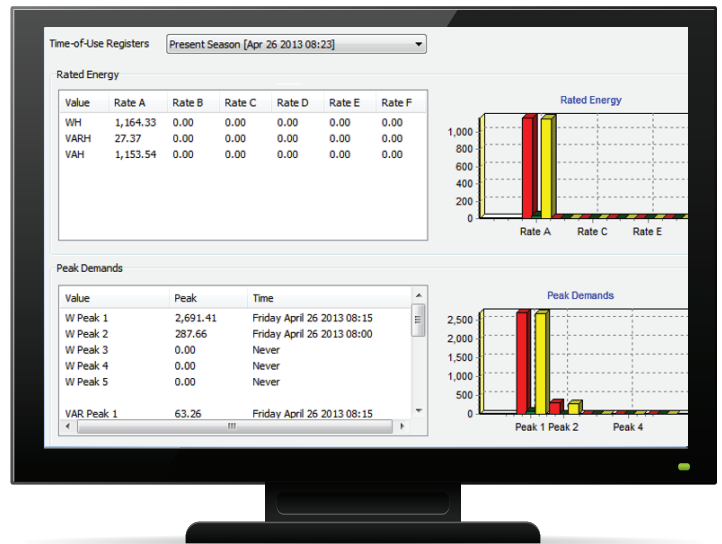 Time-of-Use Registers Present Season [Apr 26 2013 08:23]
Rated Energy
Value Rate A Rate B Rate C Rate D Rate E Rate F
WH 1,164.33 0.00 0.00 0.00 0.00 0.00
VARH 27.37 0.00 0.00 0.00 0.00 0.00
VAH 1,153.54 0.00 0.00 0.00 0.00 0.00
Rated Energy
1,000
800
600
400
200
0
Rate A Rate C Rate E
Peak Demands
Value Peak Time
W Peak 1 2,691.41 Friday April 26 2013 08:15
W Peak 2 287.66 Friday April 26 2013 08:00
W Peak 3 0.00 Never
W Peak 4 0.00 Never
W Peak 5 0.00 Never
VAR Peak 1 63.26 Friday April 26 2013 08:15
Peak Demands
2,500
2,000
1,500
1,000
500
0
Peak 1 Peak 2 Peak 4